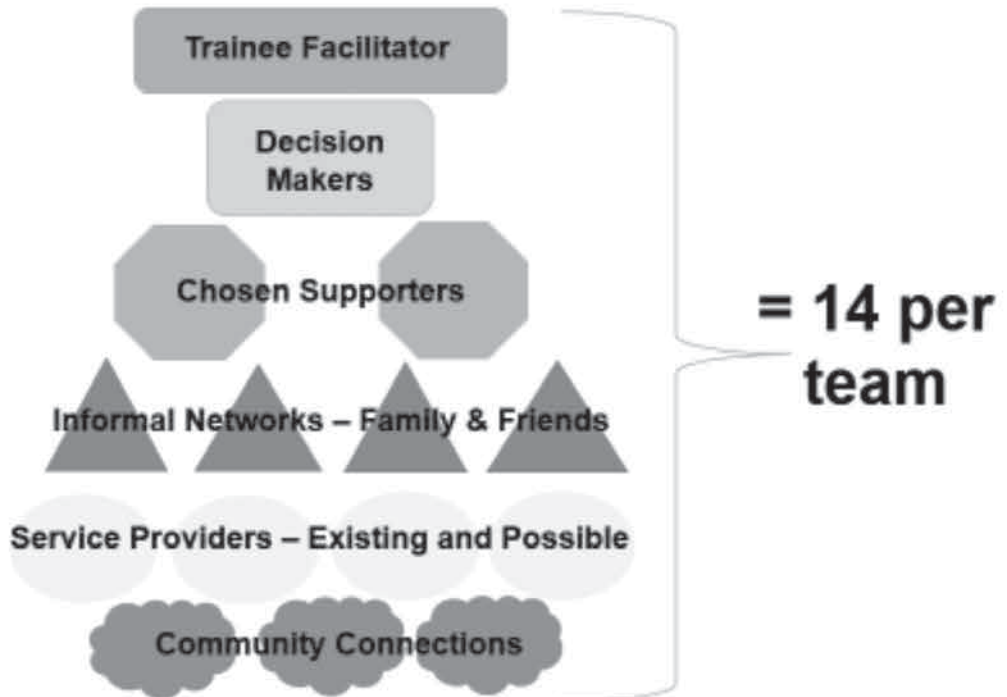 Trainee Facilitator
Decision
Makers
Chosen Supporters
Informal Networks – Family & Friends
Service Providers – Existing and Possible
Community Connections
= 14 per
team